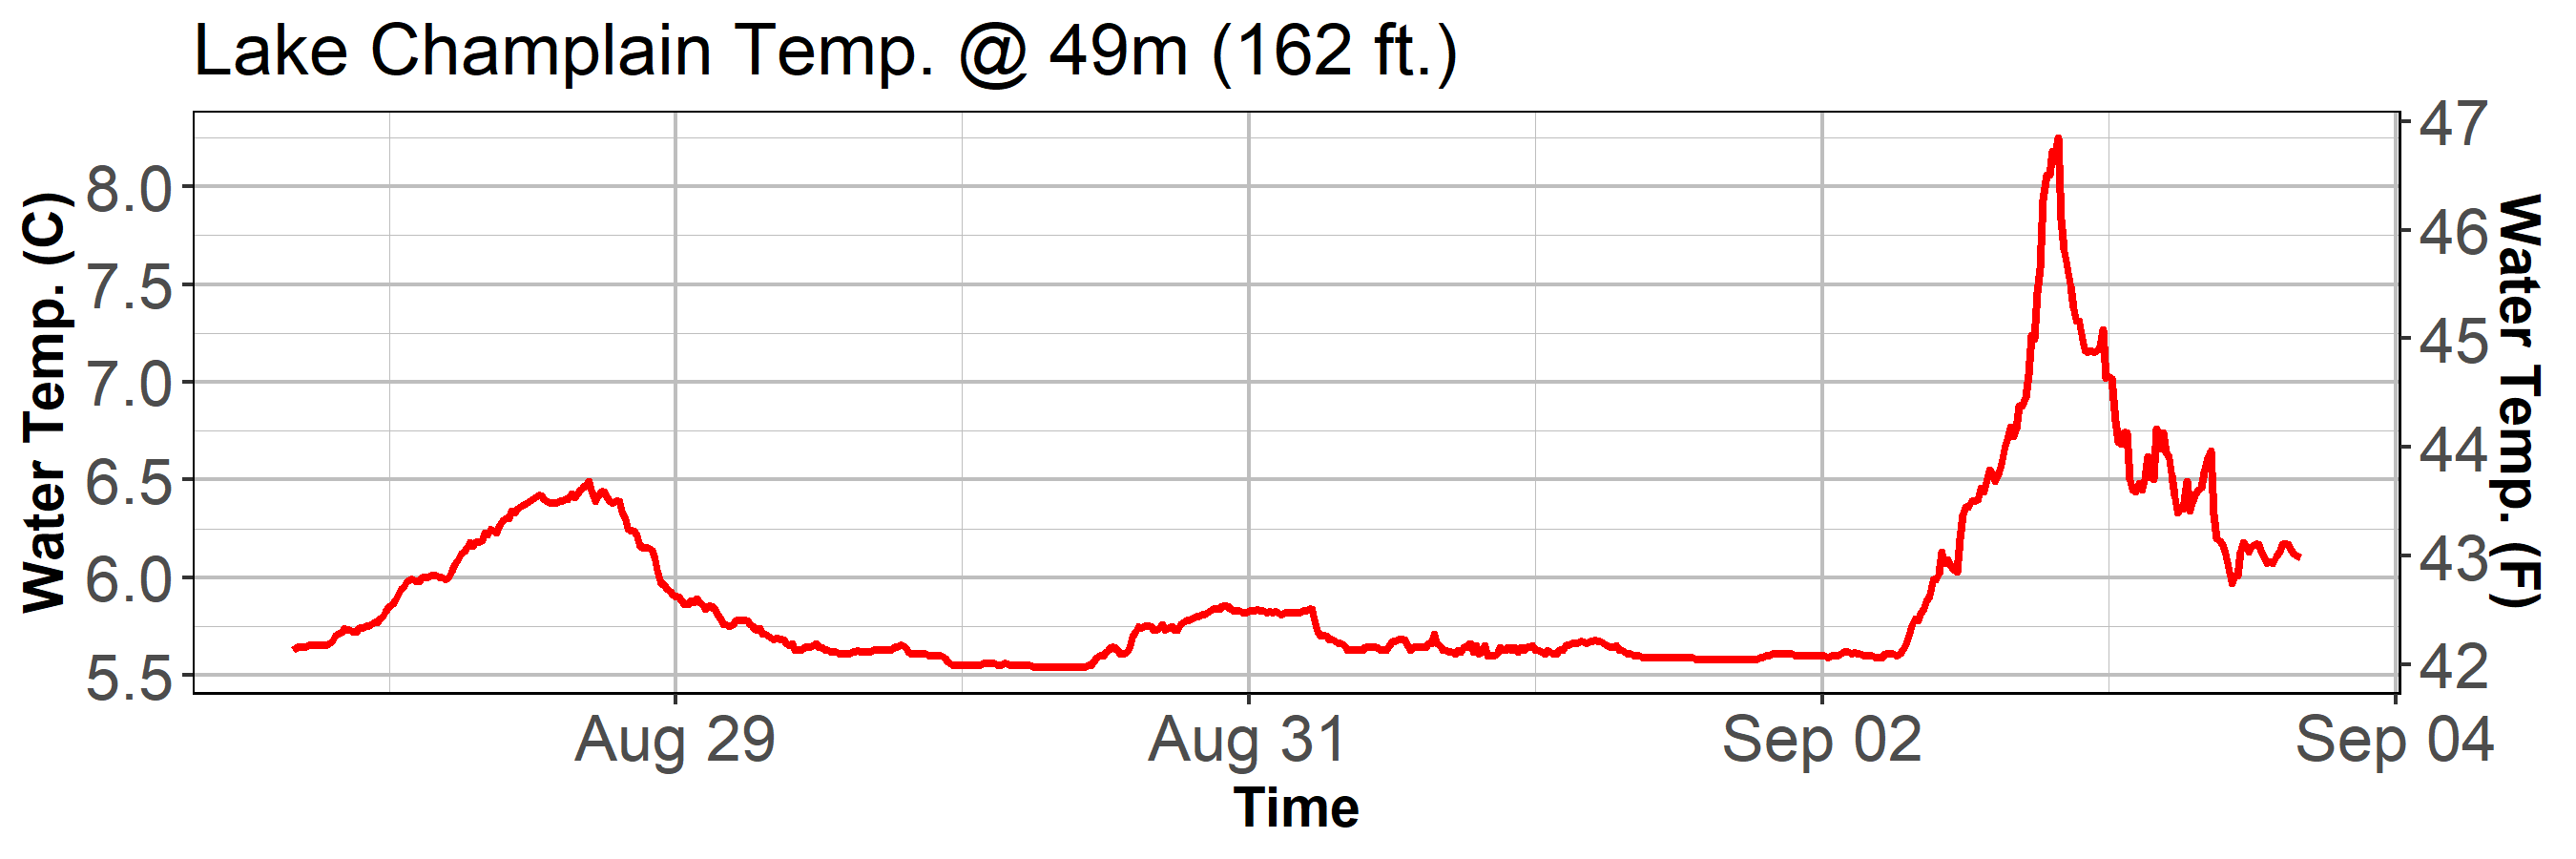 Lake Champlain Temp. @ 49m (162 ft.)
Water Temp. (C)
8.0
7.5
7.0
6.5
6.0
5.5
47
46
45
44
43
42
Water Temp. (F)
Aug 29
Aug 31
Sep 02
Sep 04
Time